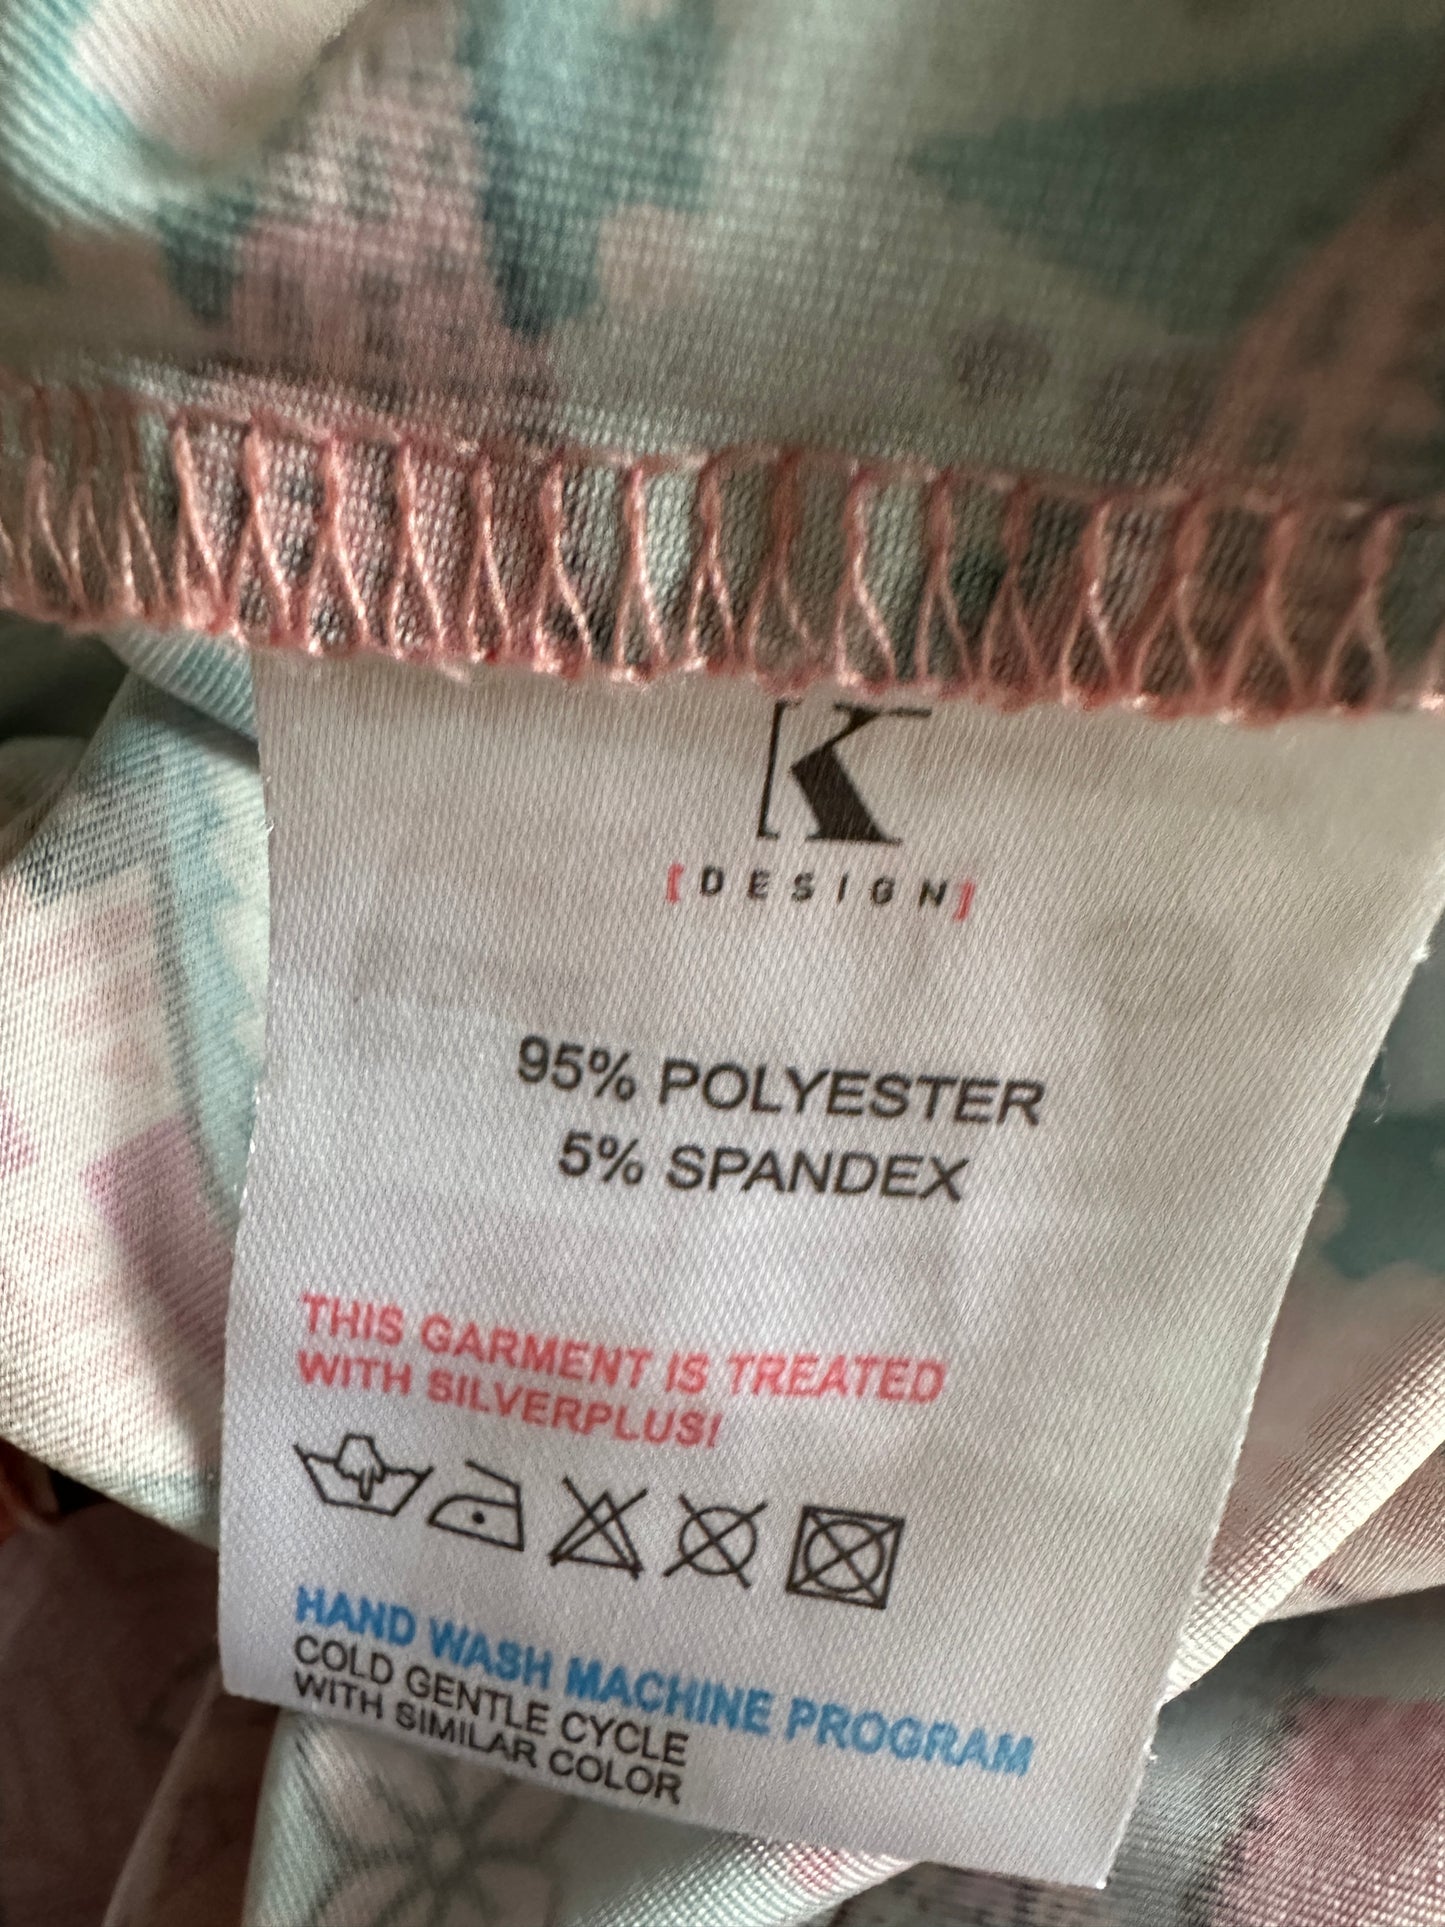 K
[DESIGN]
95% POLYESTER
5% SPANDEX
THIS GARMENT IS TREATED
WITH SILVERPLUS!
HAND WASH MACHINE PROGRAM
COLD GENTLE CYCLE
WITH SIMILAR COLOR